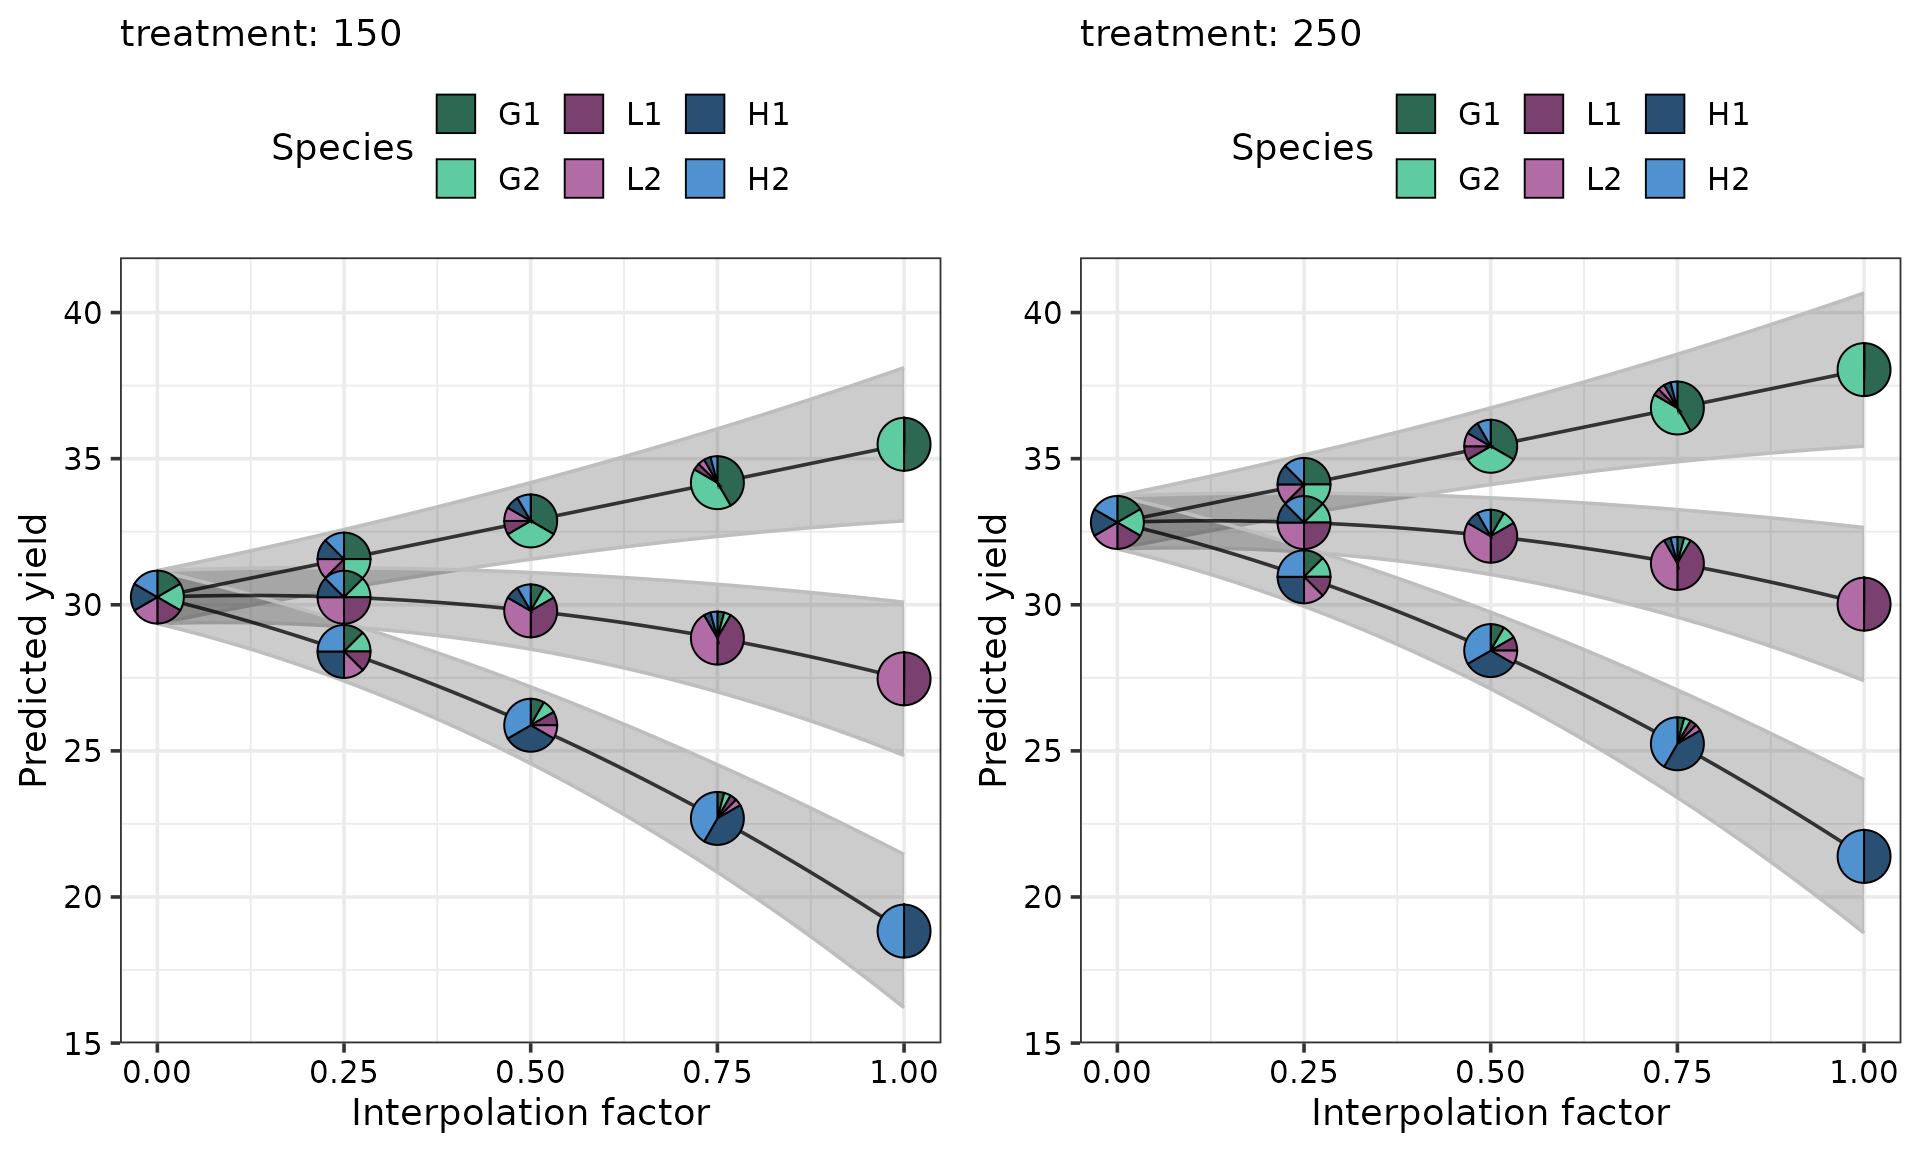 treatment: 150
Species
G1 L1 H1
G2 L2 H2
Predicted yield
40
35
30
25
20
15
0.00 0.25 0.50 0.75 1.00
Interpolation factor
treatment: 250
Species
G1 L1 H1
G2 L2 H2
Predicted yield
40
35
30
25
20
15
0.00 0.25 0.50 0.75 1.00
Interpolation factor